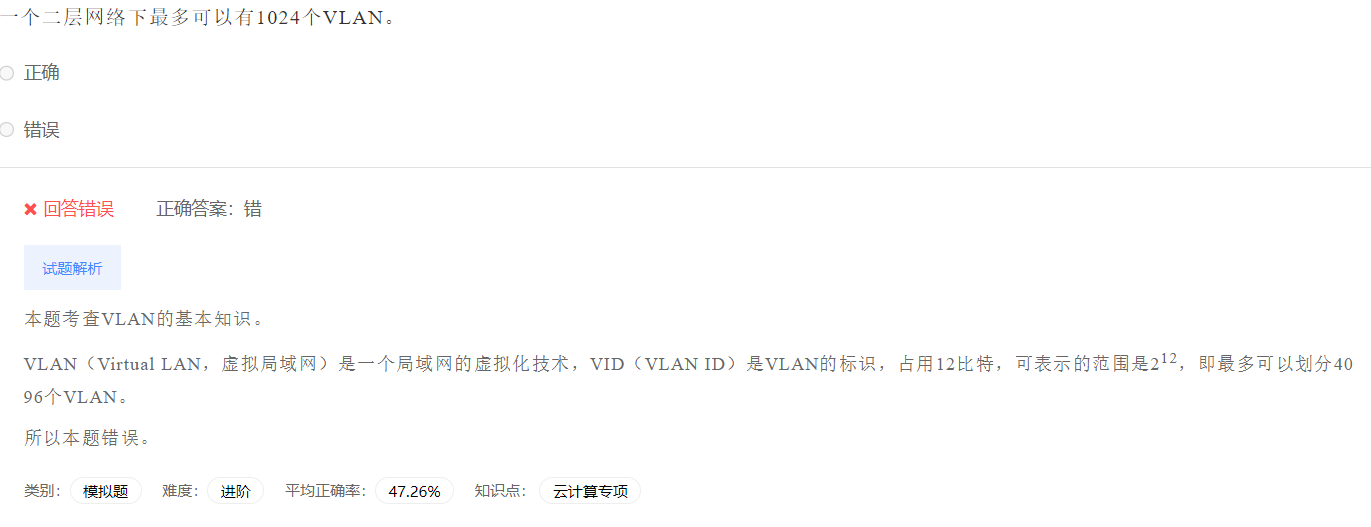 一个二层网络下最多可以有1024个VLAN。
正确
错误
回答错误 正确答案：错
试题解析
本题考查VLAN的基本知识。
VLAN（Virtual LAN，虚拟局域网）是一个局域网的虚拟化技术，VID（VLAN ID）是VLAN的标识，占用12比特，可表示的范围是2¹²，即最多可以划分40
96个VLAN。
所以本题错误。
类别： 模拟题 难度： 进阶 平均正确率： 47.26% 知识点： 云计算专项